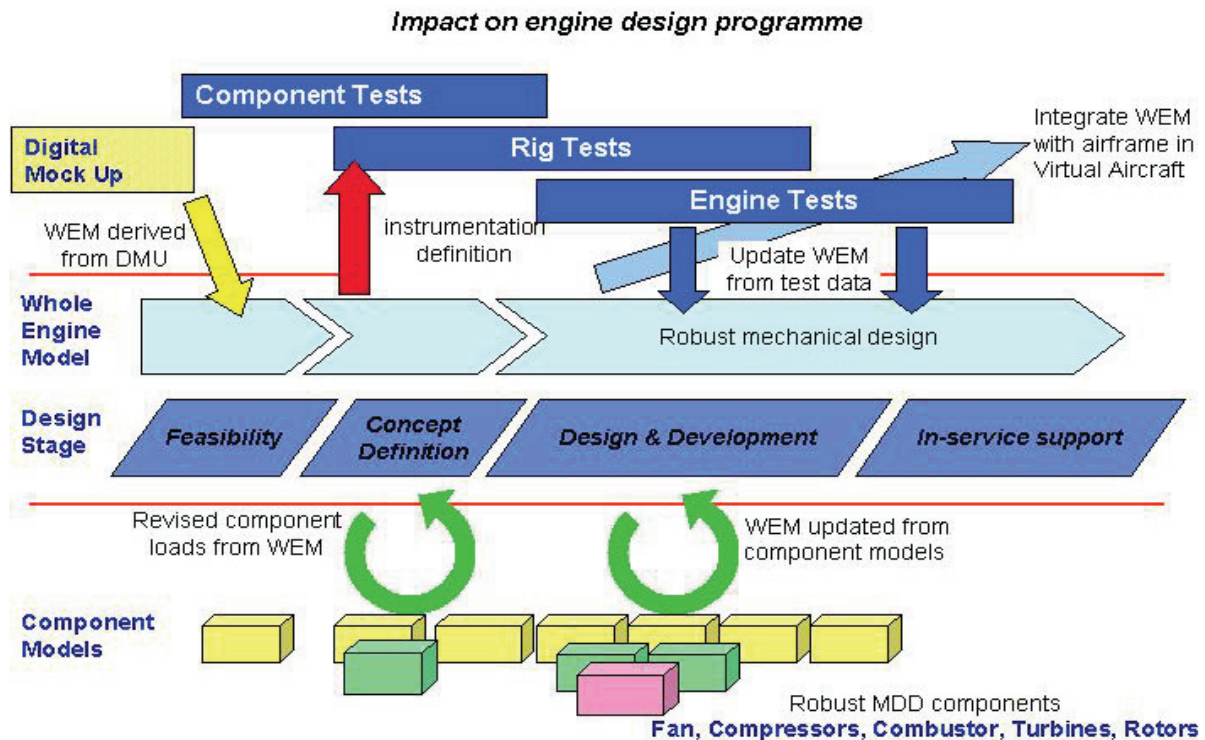 Impact on engine design programme
Component Tests
Digital
Mock Up
Rig Tests
Integrate WEM
with airframe in
Virtual Aircraft
Engine Tests
WEM derived
from DMU
instrumentation
definition
Update WEM
from test data
Whole
Engine
Model
Robust mechanical design
Design
Stage
Feasibility
Concept
Definition
Design & Development
In-service support
Revised component
loads from WEM
WEM updated from
component models
Component
Models
Robust MDD components
Fan, Compressors, Combustor, Turbines, Rotors